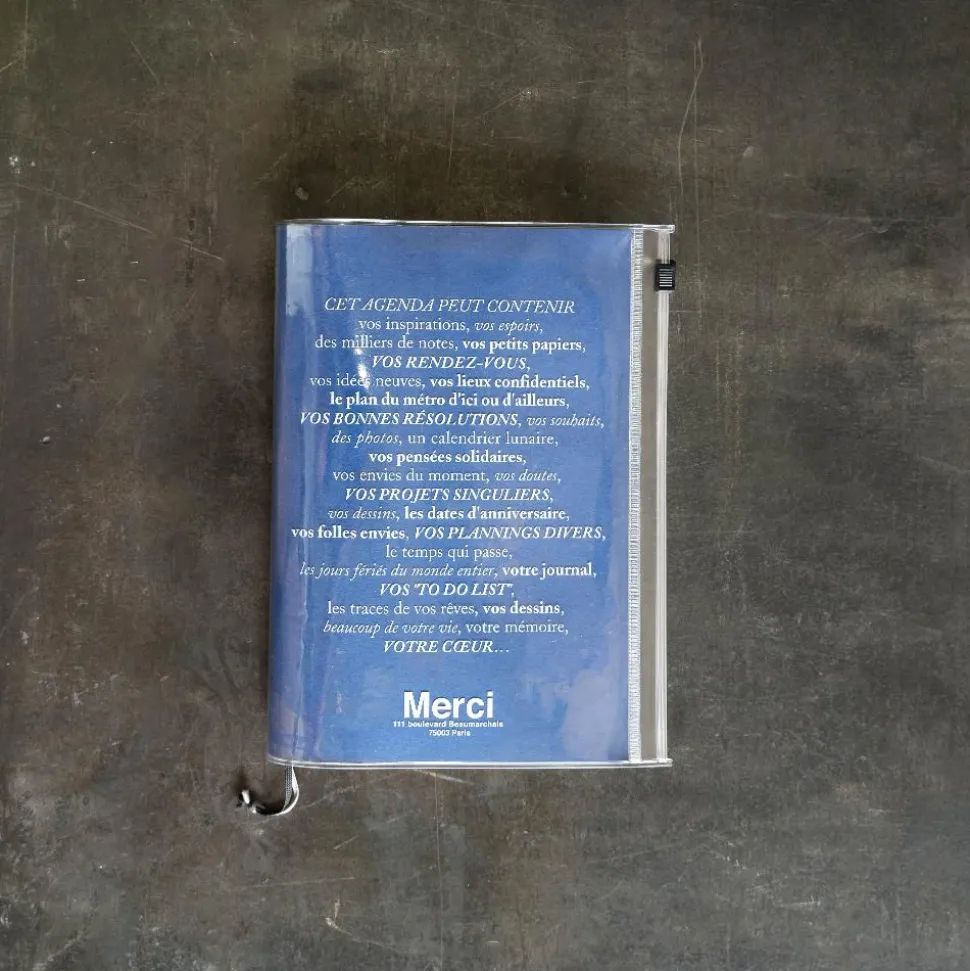 CET AGENDA PEUT CONTENIR
vos inspirations, vos espoirs,
des milliers de notes, vos petits papiers,
VOS RENDEZ-VOUS,
vos idées neuves, vos lieux confidentiels,
le plan du métro d'ici ou d'ailleurs,
VOS BONNES RÉSOLUTIONS, vos souhaits,
des photos, un calendrier lunaire,
vos pensées solidaires,
vos envies du moment, vos doutes,
VOS PROJETS SINGULIERS,
vos dessins, les dates d'anniversaire,
vos folles envies, VOS PLANNINGS DIVERS,
le temps qui passe,
les jours fériés du monde entier, votre journal,
VOS "TO DO LIST",
les traces de vos rêves, vos dessins,
beaucoup de votre vie, votre mémoire,
VOTRE CŒUR...
Merci
111 boulevard Beaumarchais
75003 Paris